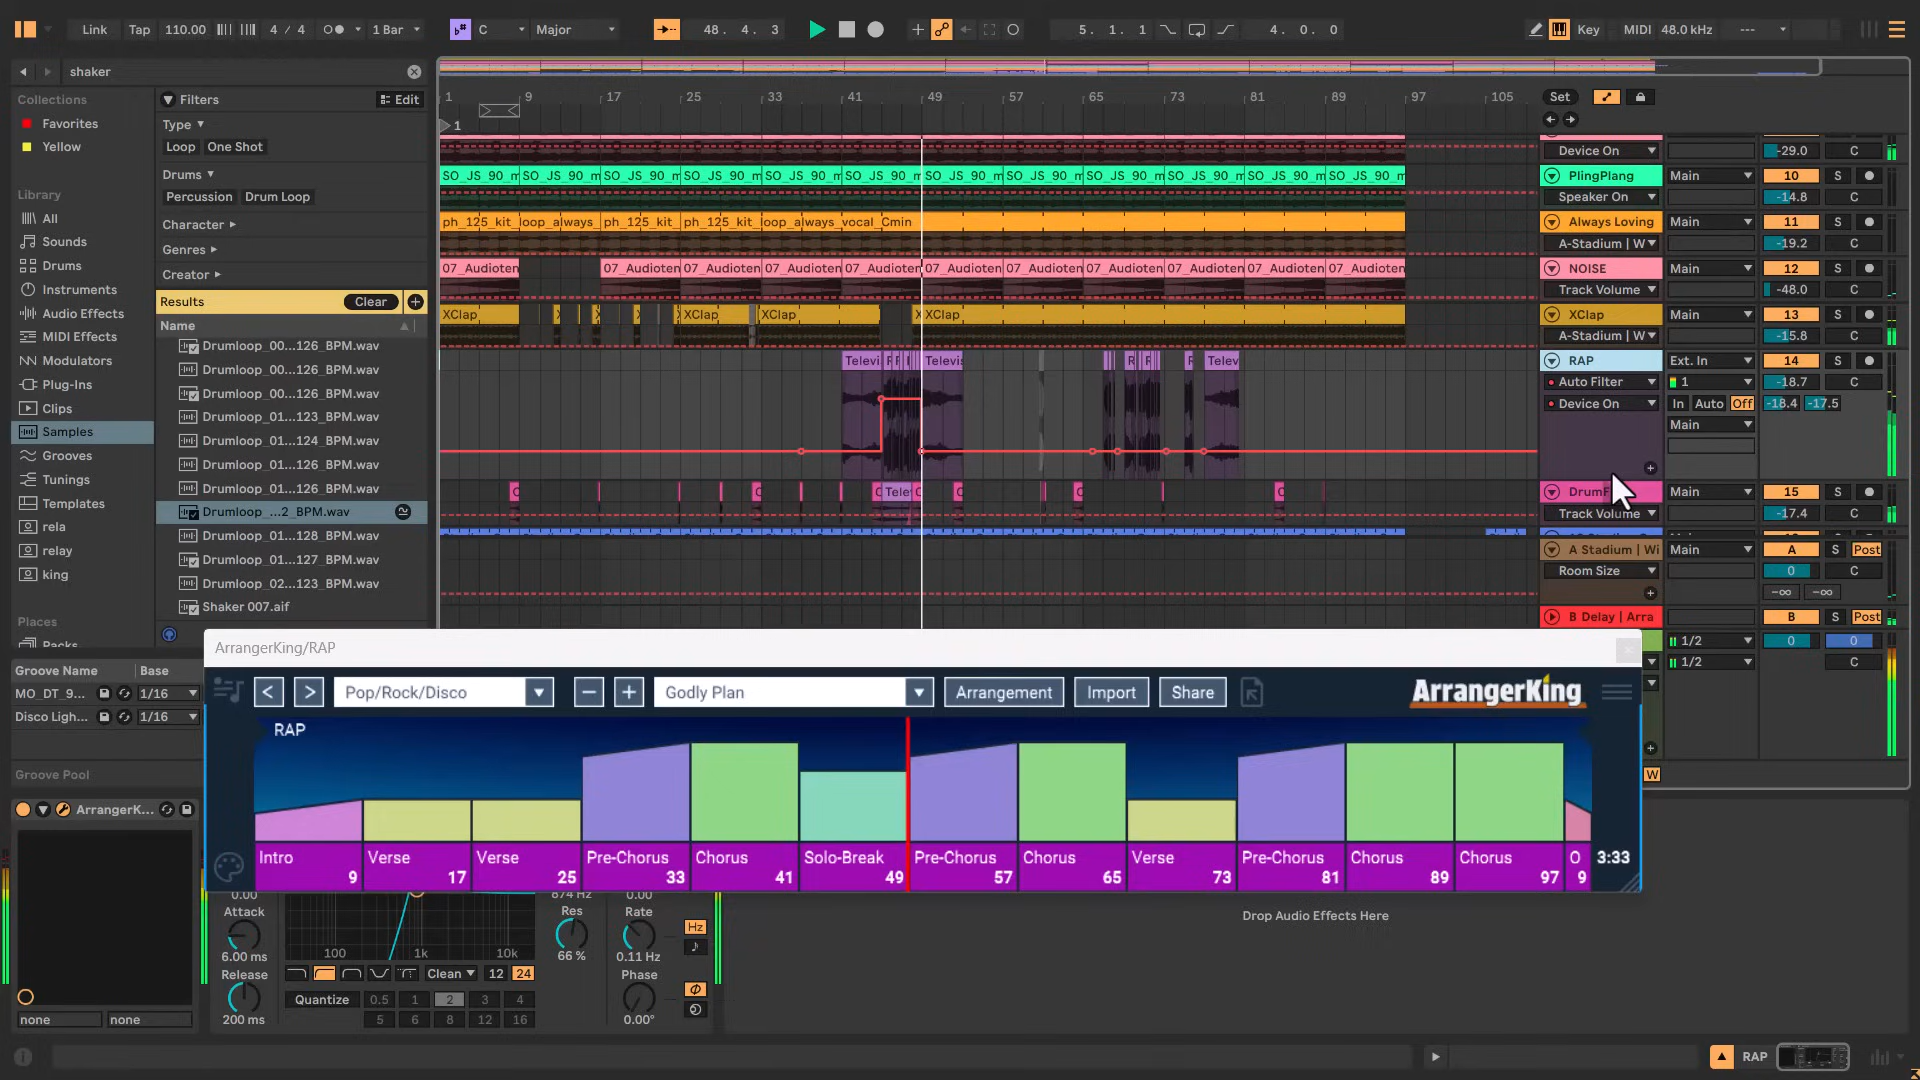 Link Tap 110.00 4 / 4 1 Bar C Major 48. 4. 3 5. 1. 1 4. 0. 0 Key MIDI 48.0 kHz ---
shaker
Collections
Favorites
Yellow
Library
All
Sounds
Drums
Instruments
Audio Effects
MIDI Effects
Modulators
Plug-Ins
Clips
Samples
Grooves
Tunings
Templates
rela
relay
king
Places
Packs
Filters Edit
Type
Loop One Shot
Drums
Percussion Drum Loop
Character
Genres
Creator
Results Clear
Name
Drumloop_00...126_BPM.wav
Drumloop_00...126_BPM.wav
Drumloop_00...126_BPM.wav
Drumloop_01...123_BPM.wav
Drumloop_01...124_BPM.wav
Drumloop_01...126_BPM.wav
Drumloop_01...126_BPM.wav
Drumloop_...2_BPM.wav
Drumloop_01...128_BPM.wav
Drumloop_01...127_BPM.wav
Drumloop_02...123_BPM.wav
Shaker 007.aif
1 9 17 25 33 41 49 57 65 73 81 89 97 105 Set
1
Device On -29.0 C
SO_JS_90_m SO_JS_90_m SO_JS_90_m SO_JS_90_m SO_JS_90_m SO_JS_90_m SO_JS_90_m SO_JS_90_m SO_JS_90_m SO_JS_90_m SO_JS_90_m SO_JS_90_m PlingPlang Main 10 S
Speaker On -14.8 C
ph_125_kit_loop_always_ ph_125_kit_ ph_125_kit_loop_always_vocal_Cmin Always Loving Main 11 S
A-Stadium | W -19.2 C
07_Audioten 07_Audioten 07_Audioten 07_Audioten 07_Audioten 07_Audioten 07_Audioten 07_Audioten 07_Audioten 07_Audioten 07_Audioten NOISE Main 12 S
Track Volume -48.0 C
XClap XClap XClap XClap XClap Main 13 S
A-Stadium | W -15.8 C
Televi Televi Telev RAP Ext. In 14 S
Auto Filter 1 -18.7 C
Device On In Auto Off -18.4 -17.5
Main
Tele Main 15 S
Track Volume -17.4 C
A Stadium | Wi Main A S Post
Room Size 0 C
-∞ -∞
B Delay | Arra B S Post
1/2 0 0
1/2 C
W
Groove Name Base
MO_DT_9... 1/16
Disco Ligh... 1/16
Groove Pool
ArrangerKing/RAP
Pop/Rock/Disco Godly Plan Arrangement Import Share ArrangerKing
RAP
Intro Verse Verse Pre-Chorus Chorus Solo-Break Pre-Chorus Chorus Verse Pre-Chorus Chorus Chorus O 3:33
9 17 25 33 41 49 57 65 73 81 89 97 9
ArrangerK...
none none
0.00 874 Hz 0.00
Attack Res Rate Hz
6.00 ms 100 1k 10k 66 % 0.11 Hz
Release Clean 12 24 Phase
200 ms Quantize 0.5 1 2 3 4 0.00°
5 6 8 12 16
Drop Audio Effects Here
RAP